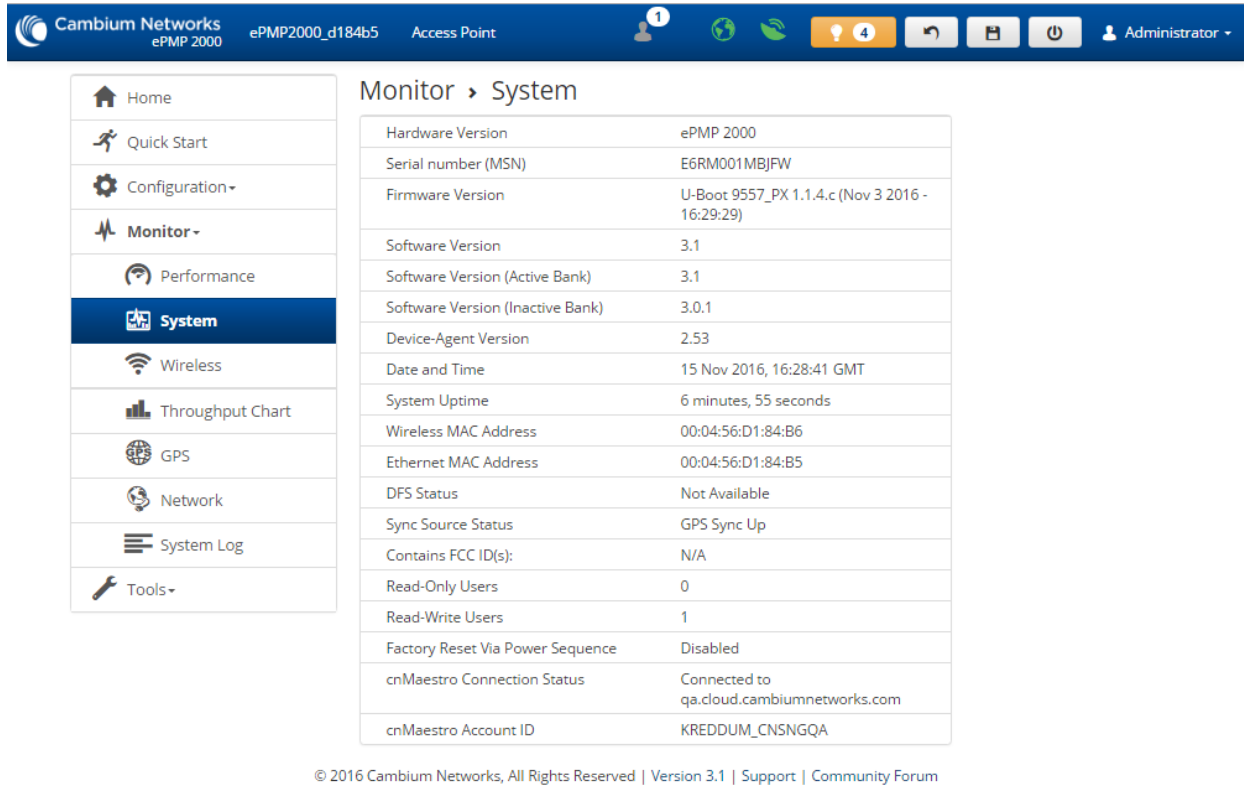 Cambium Networks
ePMP 2000
ePMP2000_d184b5
Access Point
1
4
Administrator
Home
Quick Start
Configuration
Monitor
Performance
System
Wireless
Throughput Chart
GPS
GPS
Network
System Log
Tools
Monitor › System
Hardware Version ePMP 2000
Serial number (MSN) E6RM001MBJFW
Firmware Version U-Boot 9557_PX 1.1.4.c (Nov 3 2016 -
16:29:29)
Software Version 3.1
Software Version (Active Bank) 3.1
Software Version (Inactive Bank) 3.0.1
Device-Agent Version 2.53
Date and Time 15 Nov 2016, 16:28:41 GMT
System Uptime 6 minutes, 55 seconds
Wireless MAC Address 00:04:56:D1:84:B6
Ethernet MAC Address 00:04:56:D1:84:B5
DFS Status Not Available
Sync Source Status GPS Sync Up
Contains FCC ID(s): N/A
Read-Only Users 0
Read-Write Users 1
Factory Reset Via Power Sequence Disabled
cnMaestro Connection Status Connected to
qa.cloud.cambiumnetworks.com
cnMaestro Account ID KREDDUM_CNSNGQA
© 2016 Cambium Networks, All Rights Reserved | Version 3.1 | Support | Community Forum